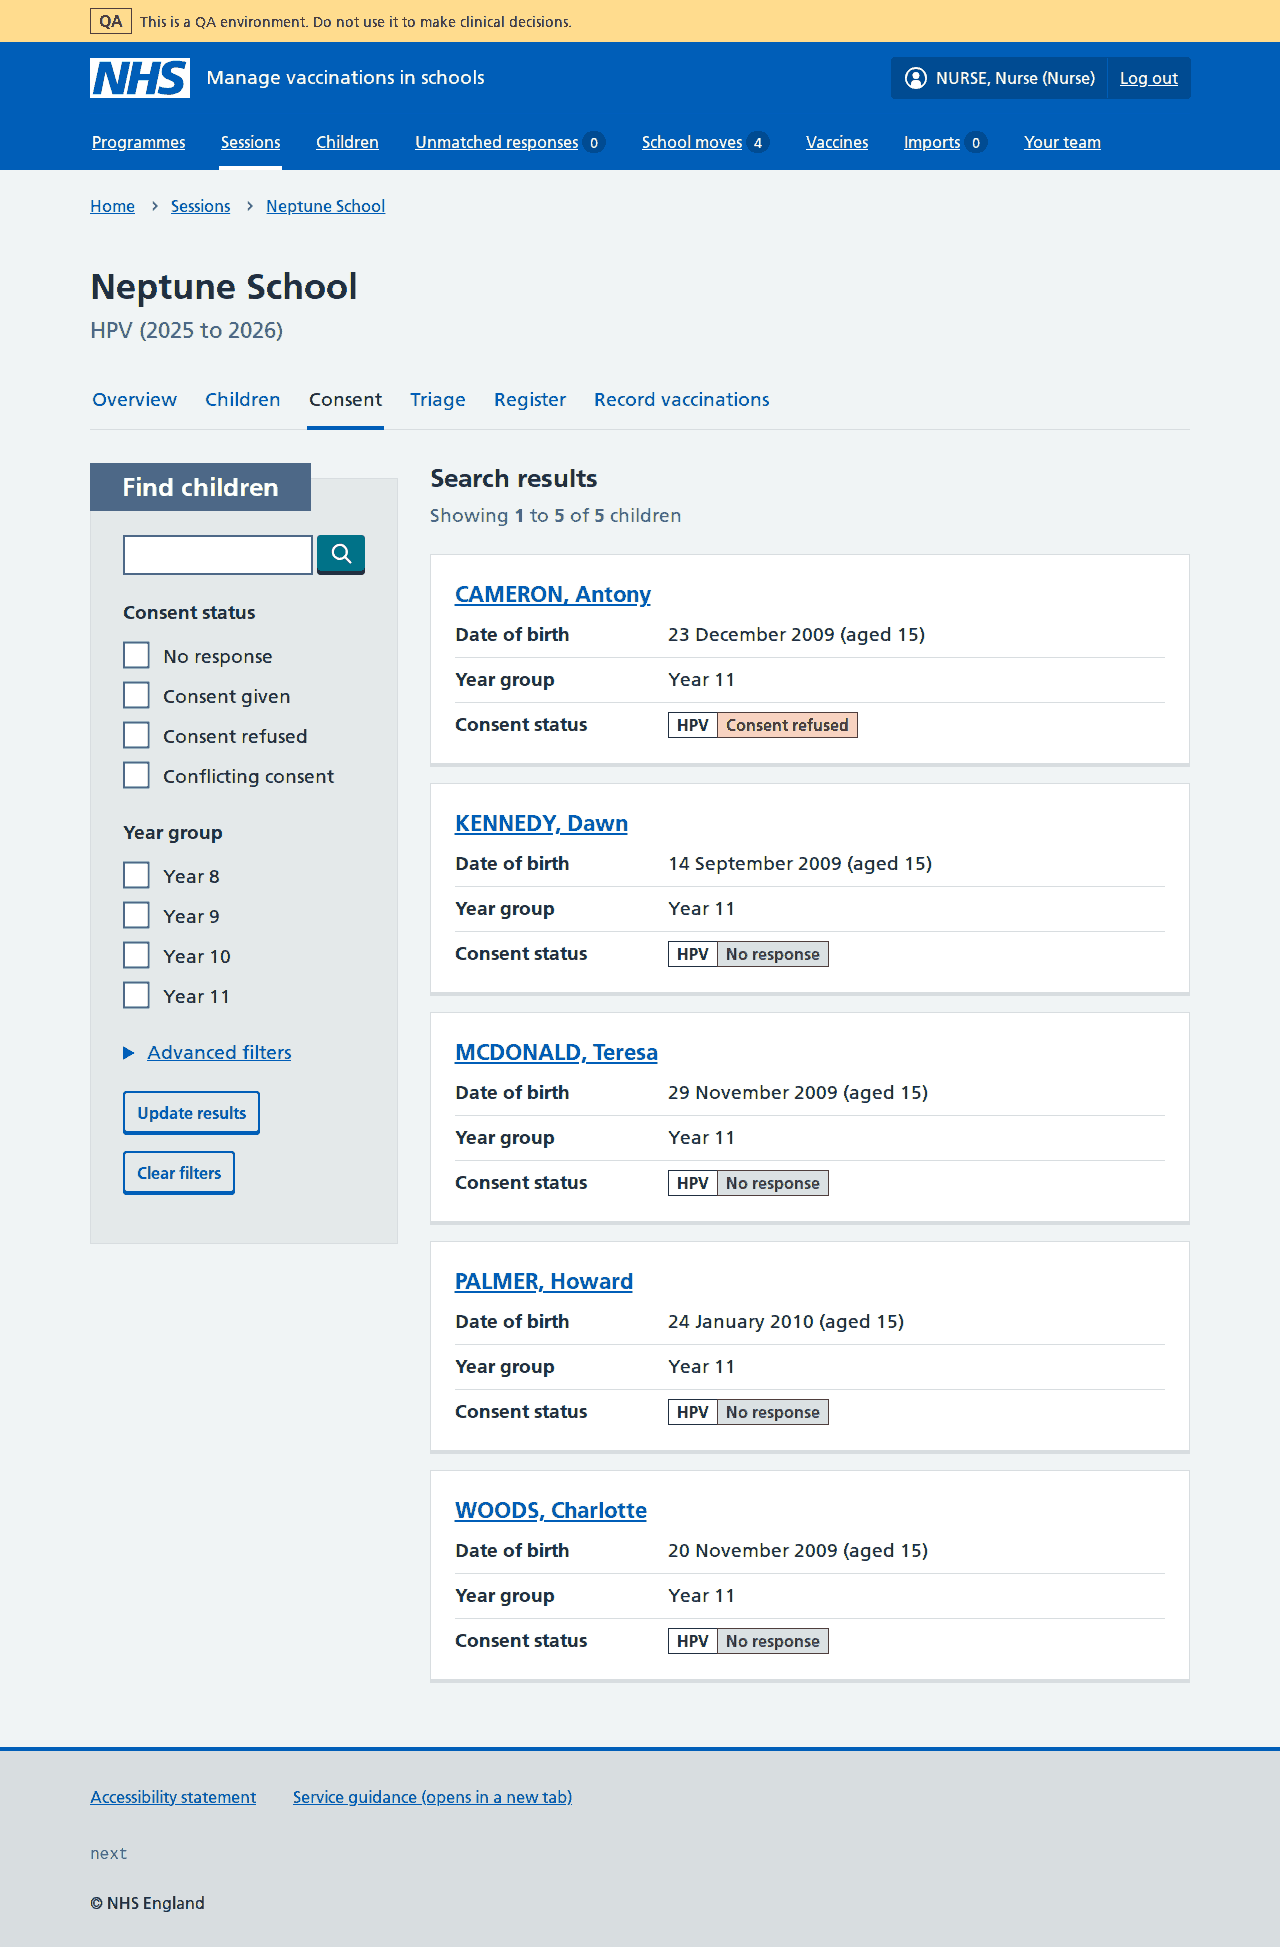 QA This is a QA environment. Do not use it to make clinical decisions.
NHS Manage vaccinations in schools NURSE, Nurse (Nurse) Log out
Programmes Sessions Children Unmatched responses 0 School moves 4 Vaccines Imports 0 Your team
Home Sessions Neptune School
Neptune School
HPV (2025 to 2026)
Overview Children Consent Triage Register Record vaccinations
Find children
Consent status
No response
Consent given
Consent refused
Conflicting consent
Year group
Year 8
Year 9
Year 10
Year 11
Advanced filters
Update results
Clear filters
Search results
Showing 1 to 5 of 5 children
CAMERON, Antony
Date of birth 23 December 2009 (aged 15)
Year group Year 11
Consent status HPV Consent refused
KENNEDY, Dawn
Date of birth 14 September 2009 (aged 15)
Year group Year 11
Consent status HPV No response
MCDONALD, Teresa
Date of birth 29 November 2009 (aged 15)
Year group Year 11
Consent status HPV No response
PALMER, Howard
Date of birth 24 January 2010 (aged 15)
Year group Year 11
Consent status HPV No response
WOODS, Charlotte
Date of birth 20 November 2009 (aged 15)
Year group Year 11
Consent status HPV No response
Accessibility statement Service guidance (opens in a new tab)
next
© NHS England